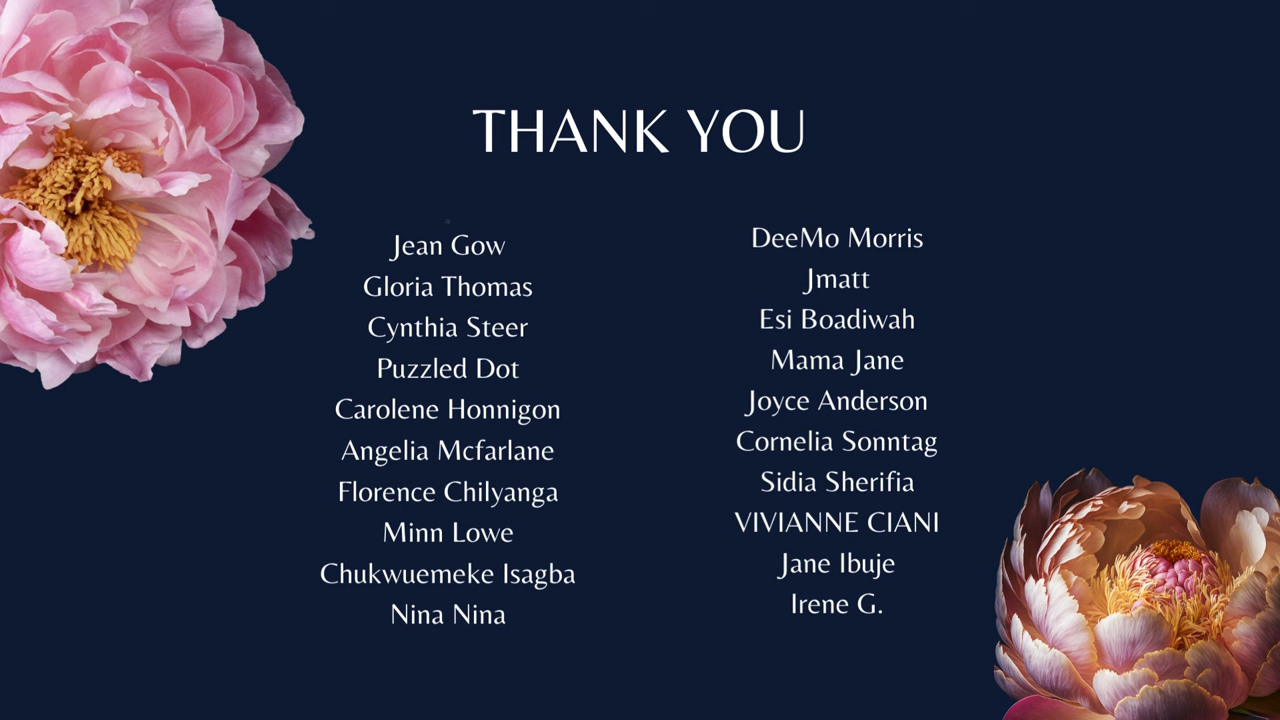 THANK YOU
Jean Gow
Gloria Thomas
Cynthia Steer
Puzzled Dot
Carolene Honnigon
Angelia Mcfarlane
Florence Chilyanga
Minn Lowe
Chukwuemeke Isagba
Nina Nina
DeeMo Morris
Jmatt
Esi Boadiwah
Mama Jane
Joyce Anderson
Cornelia Sonntag
Sidia Sherifia
VIVIANNE CIANI
Jane Ibuje
Irene G.